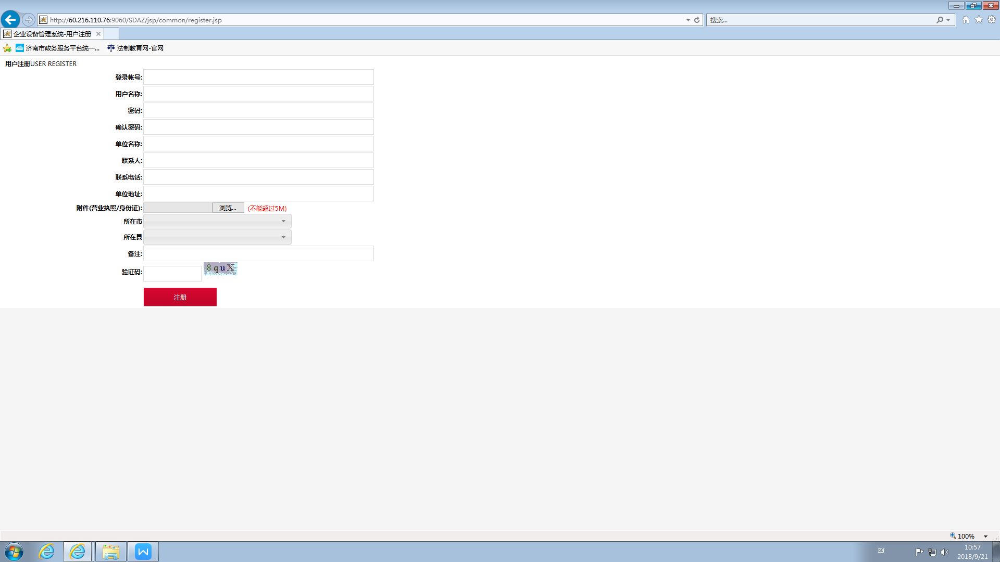 http://60.216.110.76:9060/SDAZ/jsp/common/register.jsp
搜索...
企业设备管理系统-用户注册
济南市政务服务平台统一...
法制教育网-官网
用户注册USER REGISTER
登录帐号:
用户名称:
密码:
确认密码:
单位名称:
联系人:
联系电话:
单位地址:
附件(营业执照/身份证): 浏览... (不能超过5M)
所在市
所在县
备注:
验证码: 8quX
注册
100%
EN
10:57
2018/9/21